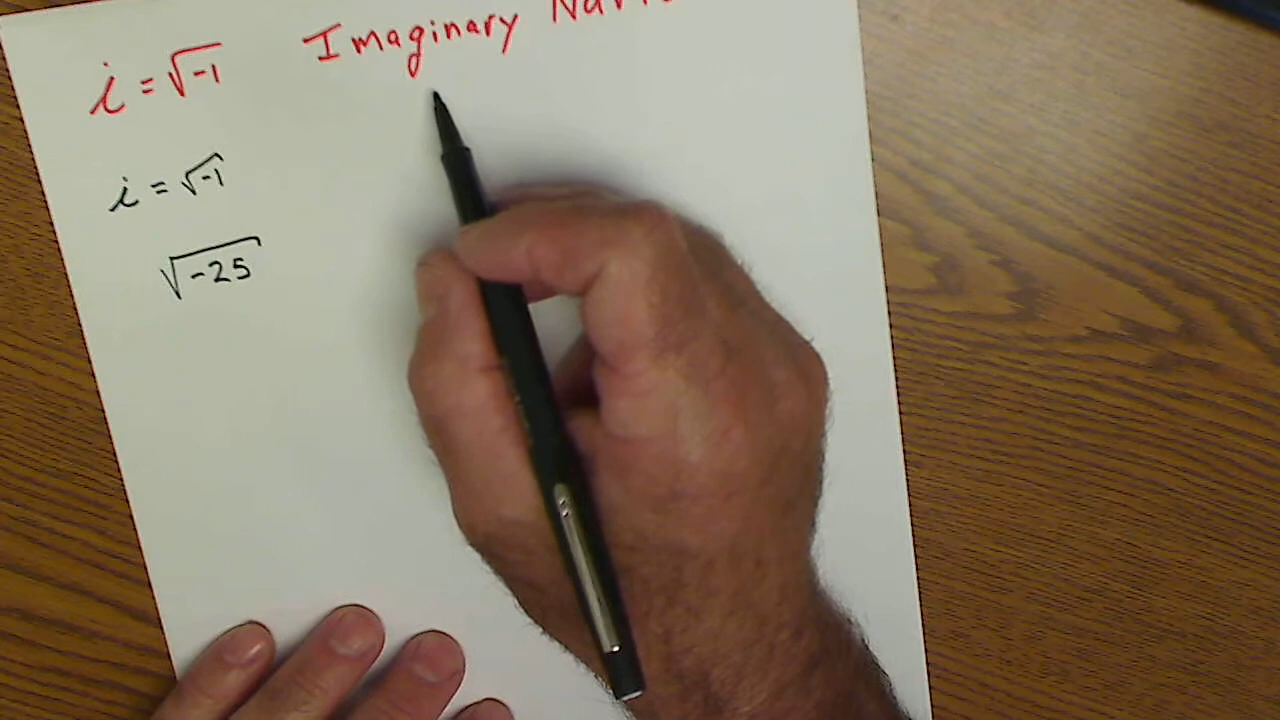 i = √-1 Imaginary
i = √-1
√-25